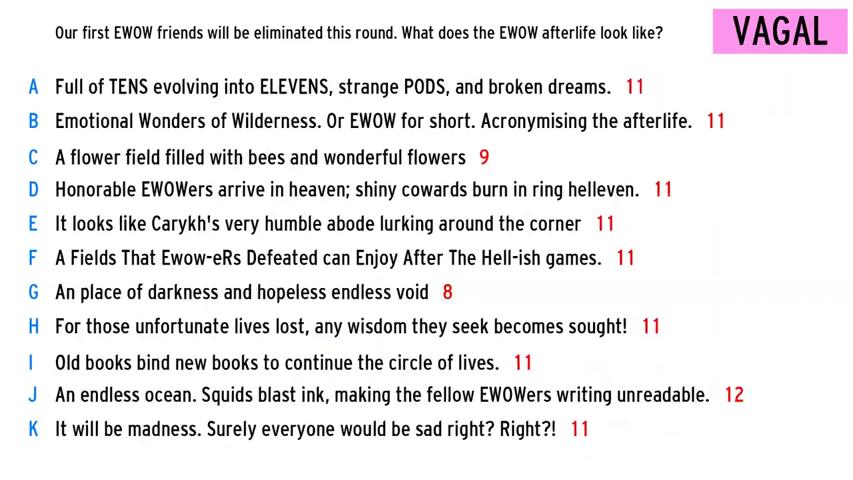 Our first EWOW friends will be eliminated this round. What does the EWOW afterlife look like?
VAGAL
A Full of TENS evolving into ELEVENS, strange PODS, and broken dreams. 11
B Emotional Wonders of Wilderness. Or EWOW for short. Acronymising the afterlife. 11
C A flower field filled with bees and wonderful flowers 9
D Honorable EWOWers arrive in heaven; shiny cowards burn in ring helleven. 11
E It looks like Carykh's very humble abode lurking around the corner 11
F A Fields That Ewow-eRs Defeated can Enjoy After The Hell-ish games. 11
G An place of darkness and hopeless endless void 8
H For those unfortunate lives lost, any wisdom they seek becomes sought! 11
I Old books bind new books to continue the circle of lives. 11
J An endless ocean. Squids blast ink, making the fellow EWOWers writing unreadable. 12
K It will be madness. Surely everyone would be sad right? Right?! 11